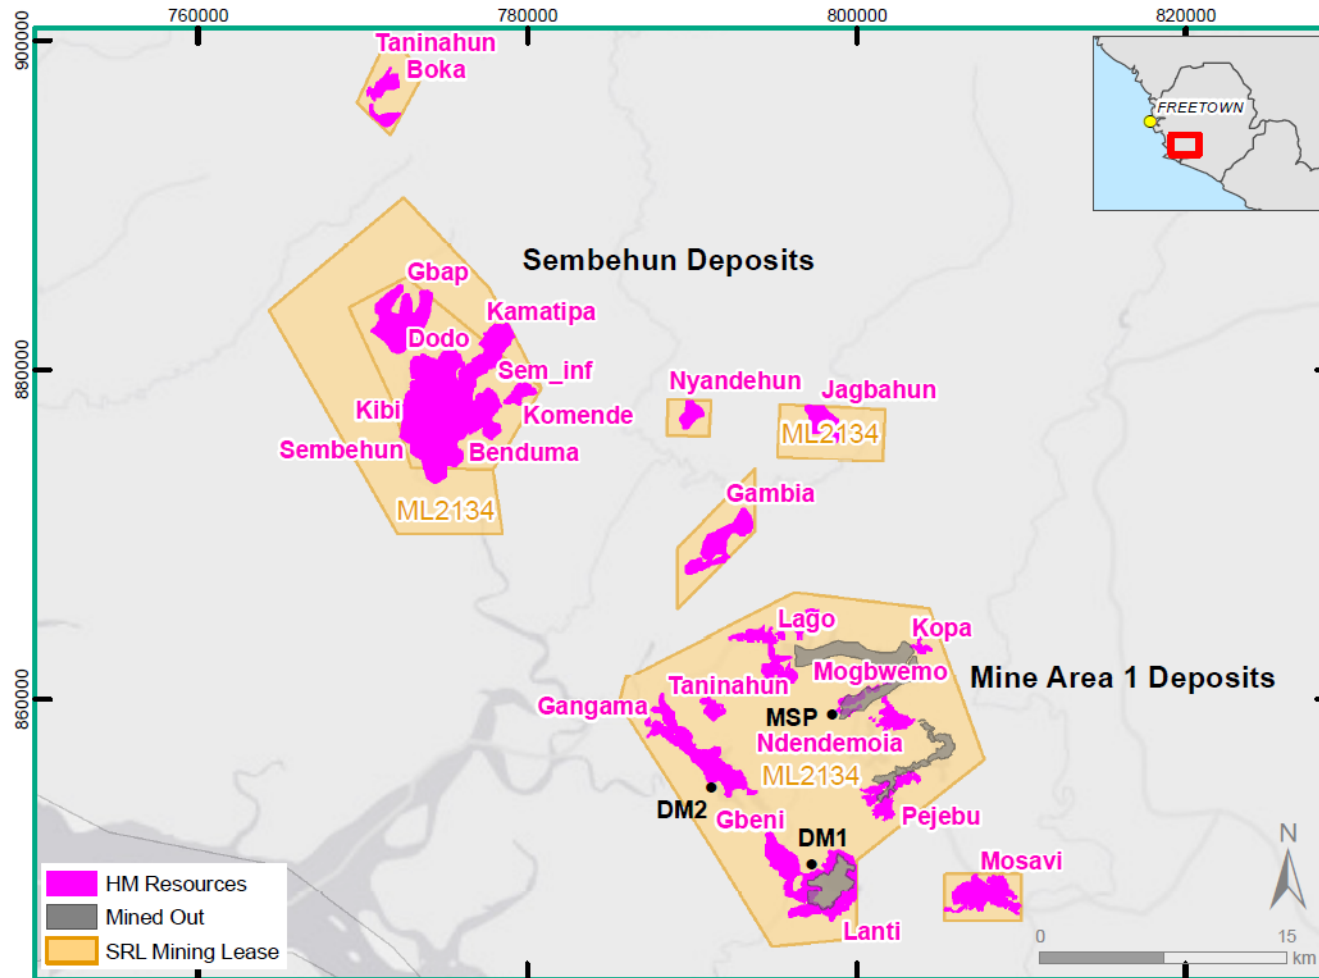 760000
780000
800000
820000
900000
880000
860000
Taninahun
Boka
FREETOWN
Sembehun Deposits
Gbap
Kamatipa
Dodo
Sem_inf
Kibi
Komende
Sembehun
Benduma
ML2134
Nyandehun
Jagbahun
ML2134
Gambia
Lago
Kopa
Mogbwemo
Mine Area 1 Deposits
Taninahun
Gangama
MSP
Ndendemoia
ML2134
DM2
Gbeni
Pejebu
DM1
Mosavi
Lanti
N
0 15
km
HM Resources
Mined Out
SRL Mining Lease